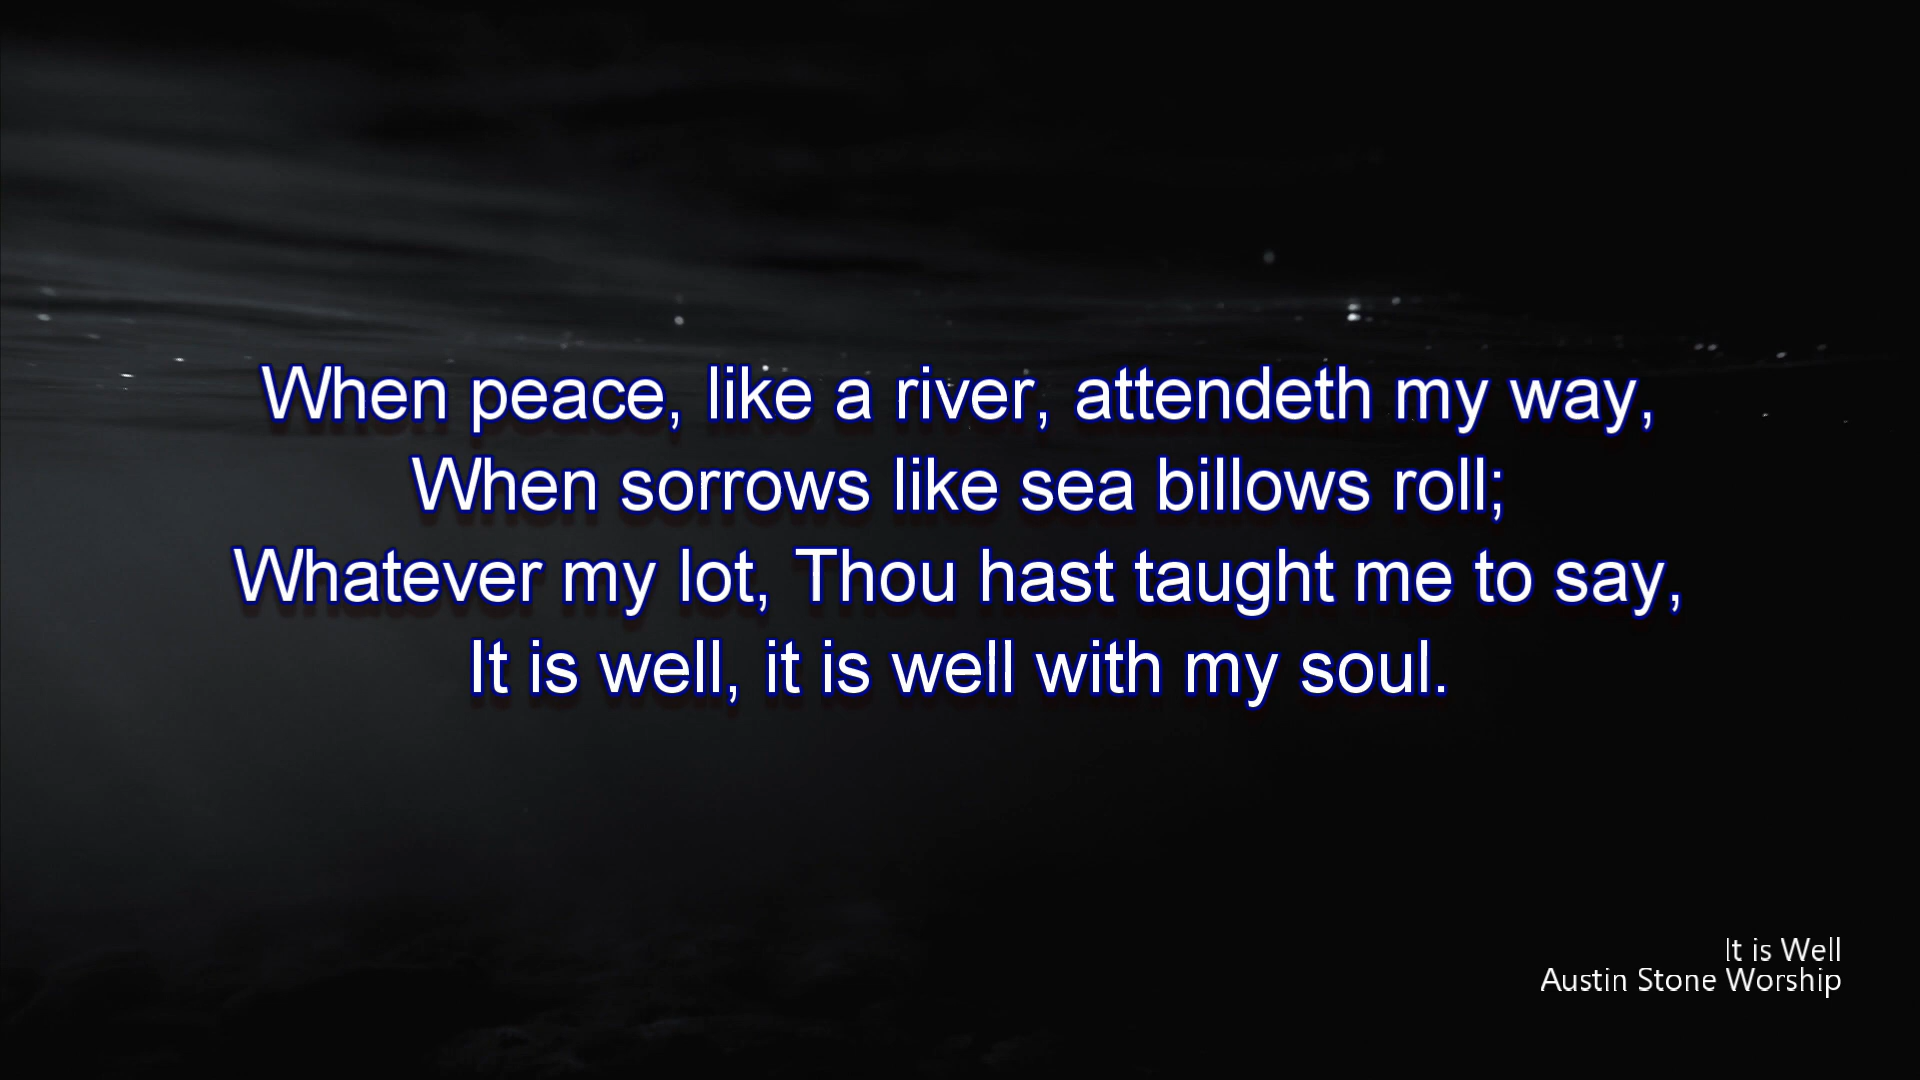 When peace, like a river, attendeth my way,
When sorrows like sea billows roll;
Whatever my lot, Thou hast taught me to say,
It is well, it is well with my soul.
It is Well
Austin Stone Worship